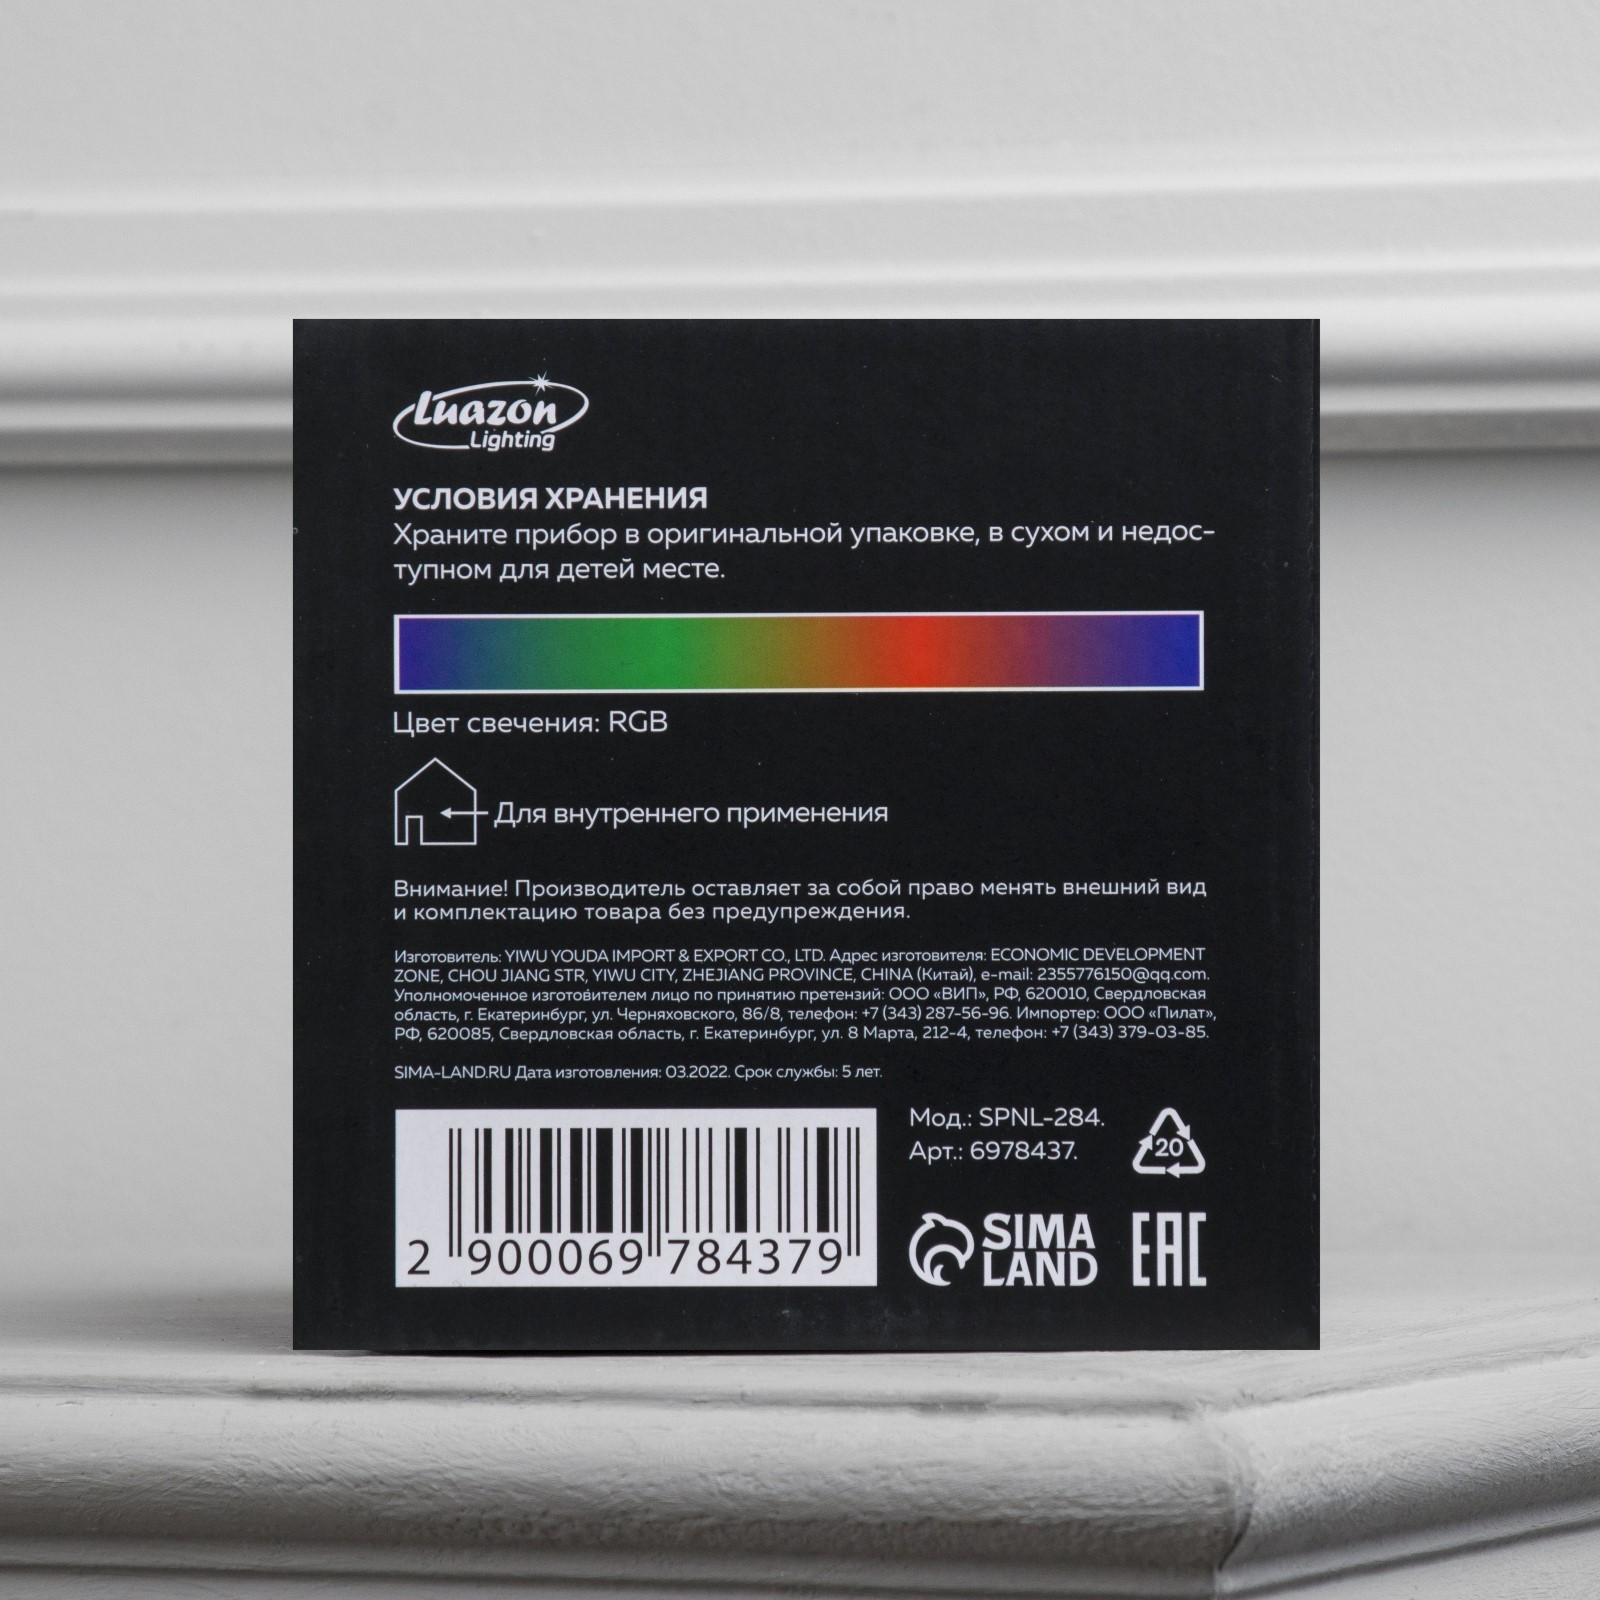 Luazon
Lighting
УСЛОВИЯ ХРАНЕНИЯ
Храните прибор в оригинальной упаковке, в сухом и недос-
тупном для детей месте.
Цвет свечения: RGB
Для внутреннего применения
Внимание! Производитель оставляет за собой право менять внешний вид
и комплектацию товара без предупреждения.
Изготовитель: YIWU YOUDA IMPORT & EXPORT CO., LTD. Адрес изготовителя: ECONOMIC DEVELOPMENT
ZONE, CHOU JIANG STR, YIWU CITY, ZHEJIANG PROVINCE, CHINA (Китай), e-mail: 2355776150@qq.com.
Уполномоченное изготовителем лицо по принятию претензий: ООО «ВИП», РФ, 620010, Свердловская
область, г. Екатеринбург, ул. Черняховского, 86/8, телефон: +7 (343) 287-56-96. Импортер: ООО «Пилат»,
РФ, 620085, Свердловская область, г. Екатеринбург, ул. 8 Марта, 212-4, телефон: +7 (343) 379-03-85.
SIMA-LAND.RU Дата изготовления: 03.2022. Срок службы: 5 лет.
Мод.: SPNL-284.
Арт.: 6978437.
20
2 900069 784379
SIMA
LAND
EAC